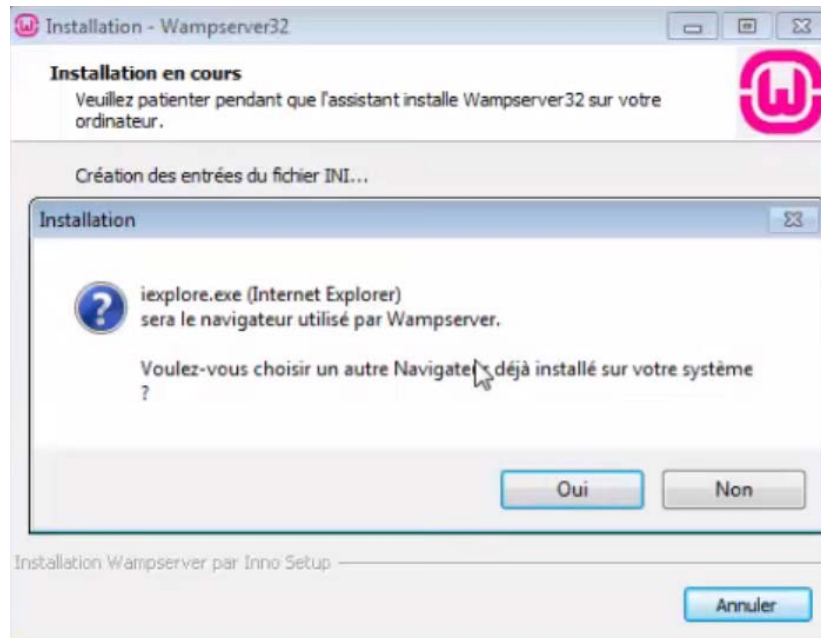 Installation - Wampserver32
Installation en cours
Veuillez patienter pendant que l'assistant installe Wampserver32 sur votre
ordinateur.
Création des entrées du fichier INI...
Installation
iexplore.exe (Internet Explorer)
sera le navigateur utilisé par Wampserver.
Voulez-vous choisir un autre Navigateur déjà installé sur votre système
?
Oui
Non
Installation Wampserver par Inno Setup
Annuler